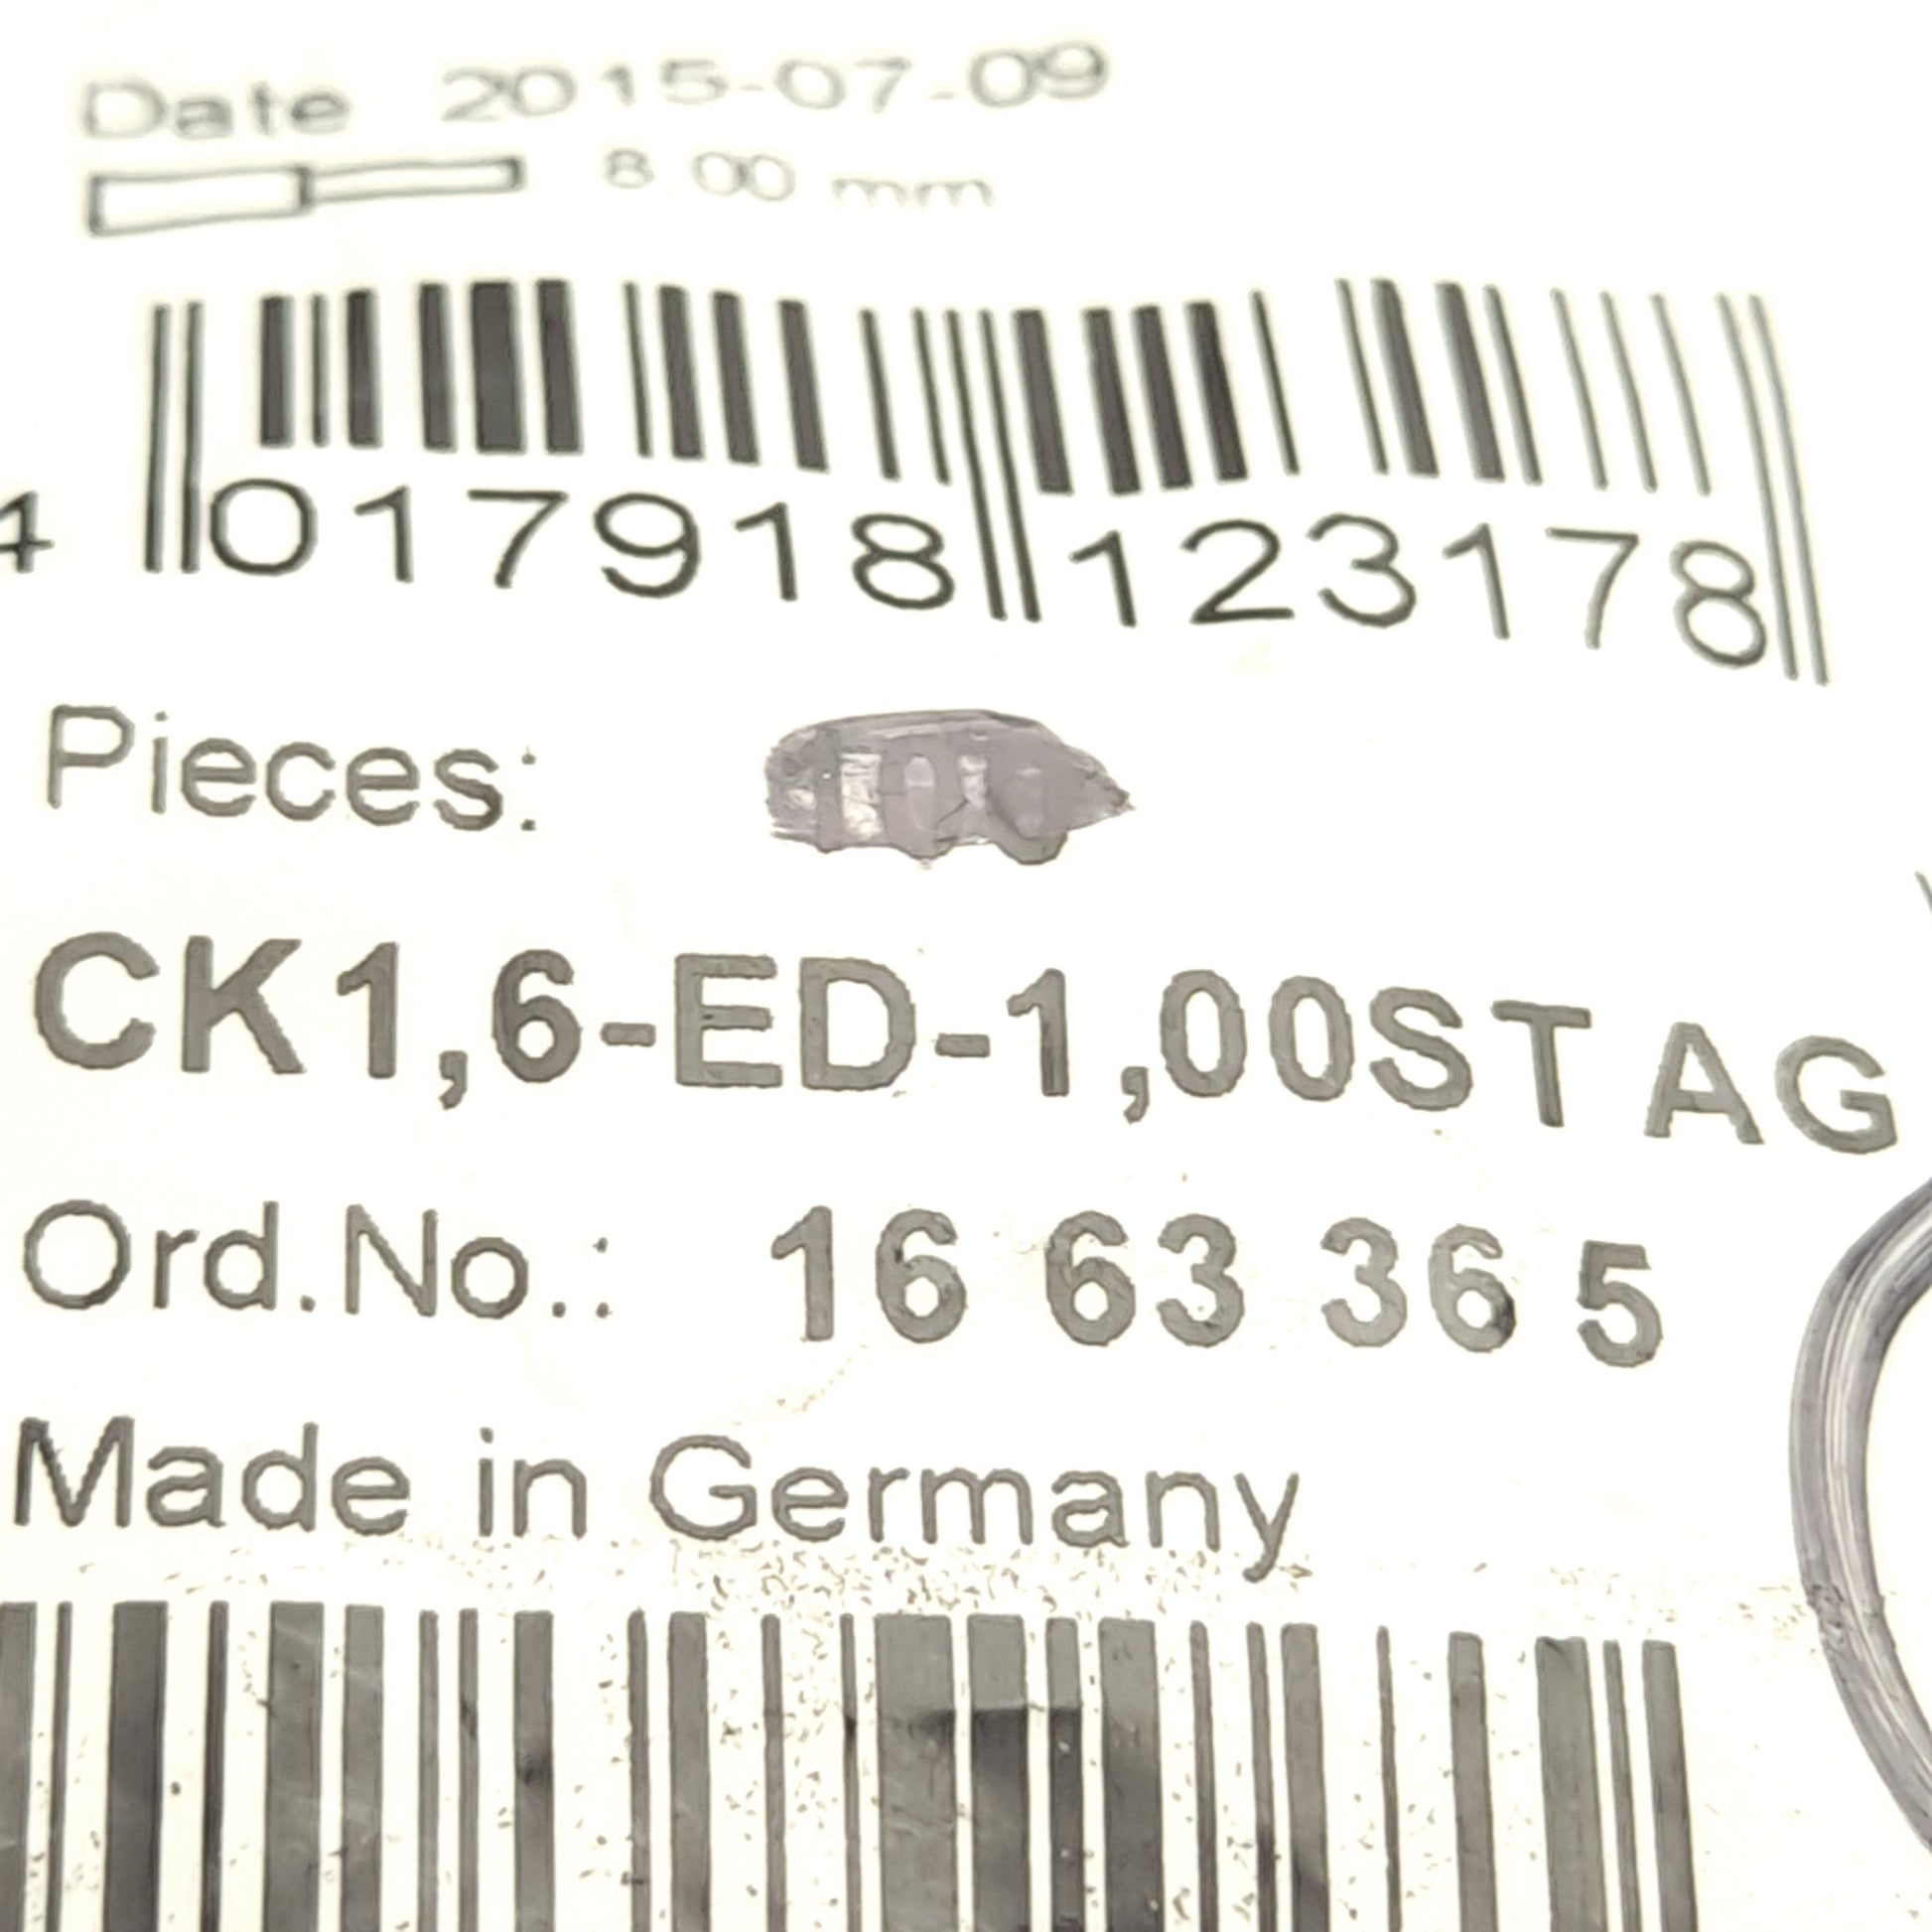 Date 2015-07-09
8.00 mm
4 017918 123178
Pieces:
CK1,6-ED-1,00ST AG
Ord.No.: 16 63 36 5
Made in Germany